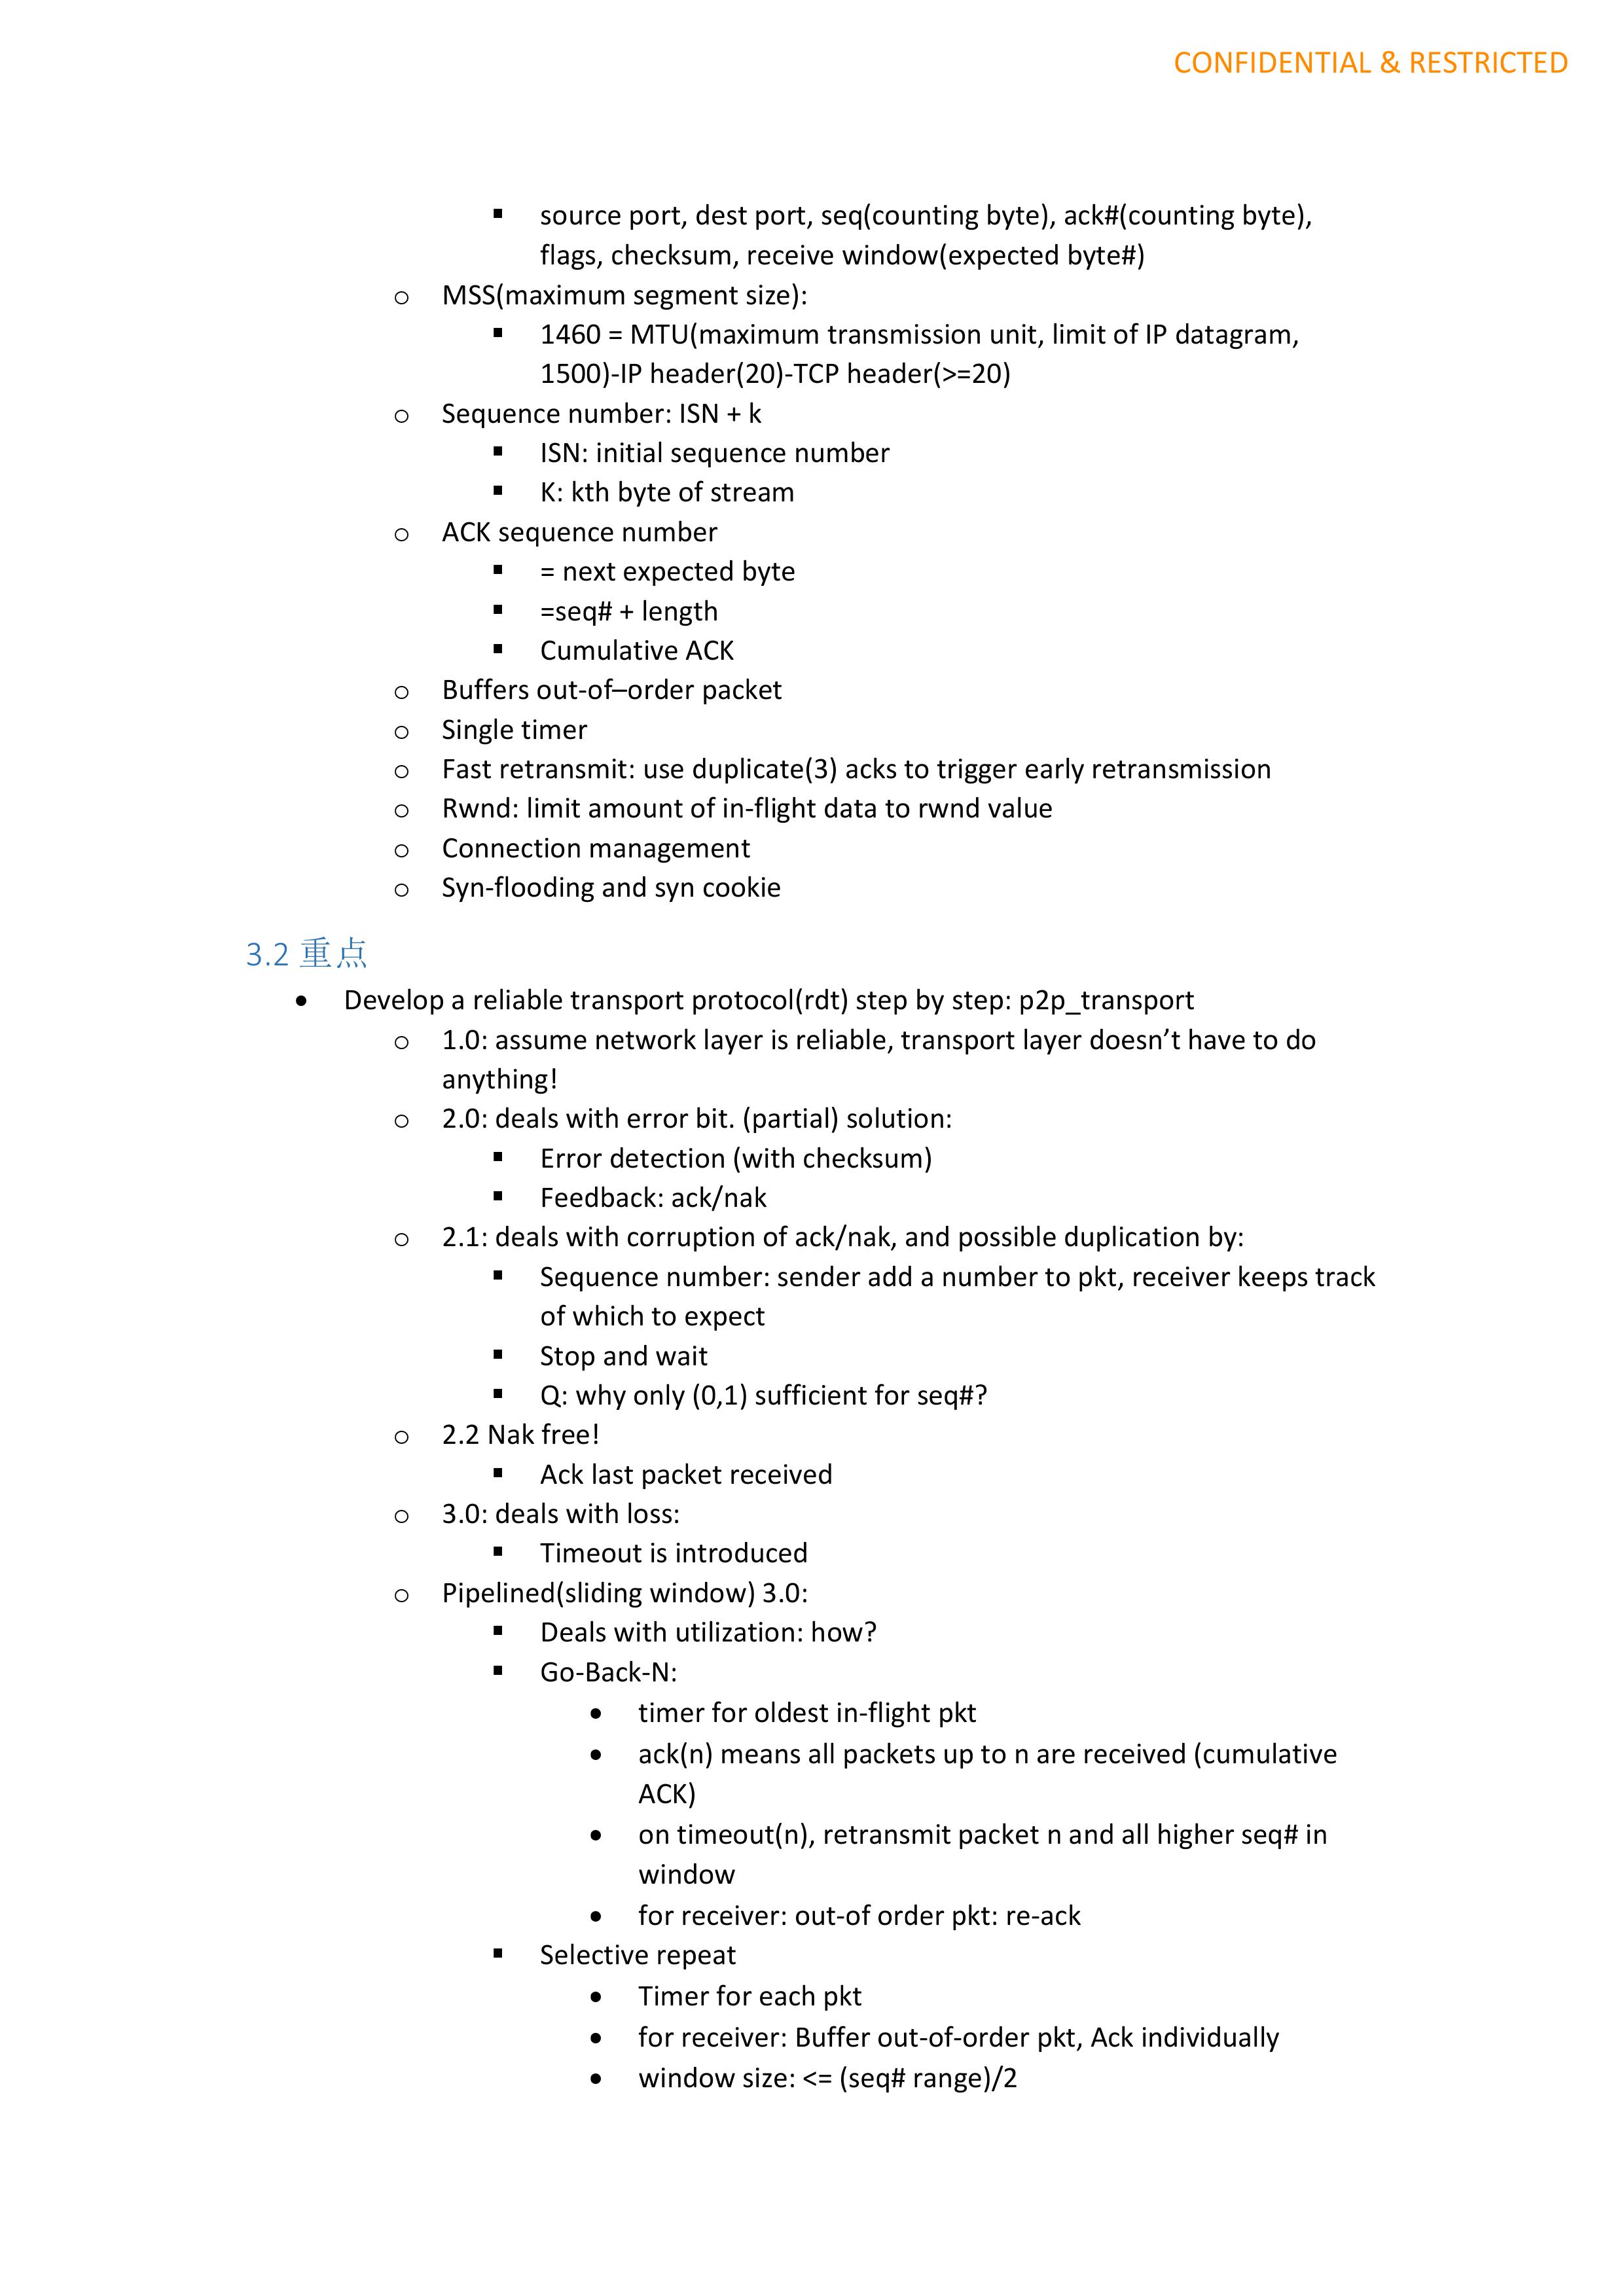 CONFIDENTIAL & RESTRICTED
▪ source port, dest port, seq(counting byte), ack#(counting byte),
flags, checksum, receive window(expected byte#)
o MSS(maximum segment size):
▪ 1460 = MTU(maximum transmission unit, limit of IP datagram,
1500)-IP header(20)-TCP header(>=20)
o Sequence number: ISN + k
▪ ISN: initial sequence number
▪ K: kth byte of stream
o ACK sequence number
▪ = next expected byte
▪ =seq# + length
▪ Cumulative ACK
o Buffers out-of–order packet
o Single timer
o Fast retransmit: use duplicate(3) acks to trigger early retransmission
o Rwnd: limit amount of in-flight data to rwnd value
o Connection management
o Syn-flooding and syn cookie
3.2 重点
• Develop a reliable transport protocol(rdt) step by step: p2p_transport
o 1.0: assume network layer is reliable, transport layer doesn’t have to do
anything!
o 2.0: deals with error bit. (partial) solution:
▪ Error detection (with checksum)
▪ Feedback: ack/nak
o 2.1: deals with corruption of ack/nak, and possible duplication by:
▪ Sequence number: sender add a number to pkt, receiver keeps track
of which to expect
▪ Stop and wait
▪ Q: why only (0,1) sufficient for seq#?
o 2.2 Nak free!
▪ Ack last packet received
o 3.0: deals with loss:
▪ Timeout is introduced
o Pipelined(sliding window) 3.0:
▪ Deals with utilization: how?
▪ Go-Back-N:
• timer for oldest in-flight pkt
• ack(n) means all packets up to n are received (cumulative
ACK)
• on timeout(n), retransmit packet n and all higher seq# in
window
• for receiver: out-of order pkt: re-ack
▪ Selective repeat
• Timer for each pkt
• for receiver: Buffer out-of-order pkt, Ack individually
• window size: <= (seq# range)/2